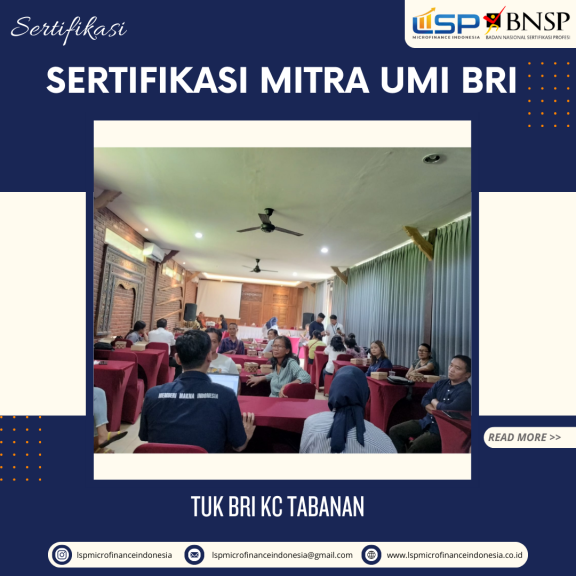 Sertifikasi
LSP
MICROFINANCE INDONESIA
BNSP
BADAN NASIONAL SERTIFIKASI PROFESI
SERTIFIKASI MITRA UMI BRI
INDONESIA
READ MORE >>
TUK BRI KC TABANAN
lspmicrofinanceindonesia
lspmicrofinanceindonesia@gmail.com
www.lspmicrofinanceindonesia.co.id